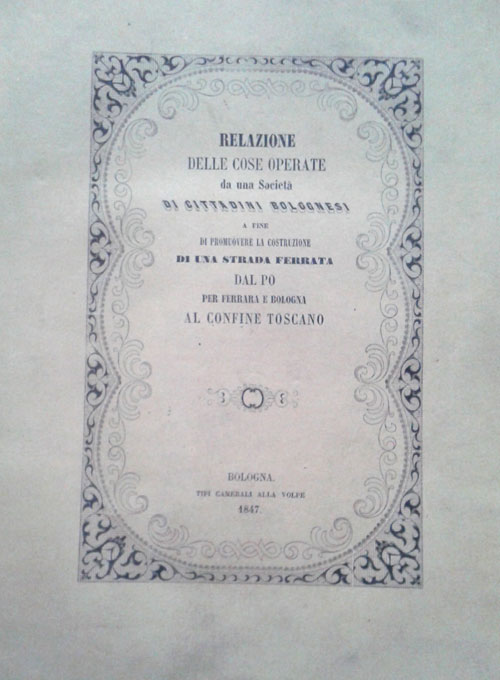 RELAZIONE
DELLE COSE OPERATE
da una Società
DI CITTADINI BOLOGNESI
A FINE
DI PROMUOVERE LA COSTRUZIONE
DI UNA STRADA FERRATA
DAL PO
PER FERRARA E BOLOGNA
AL CONFINE TOSCANO
BOLOGNA.
TIPI CAMERALI ALLA VOLPE
1847.